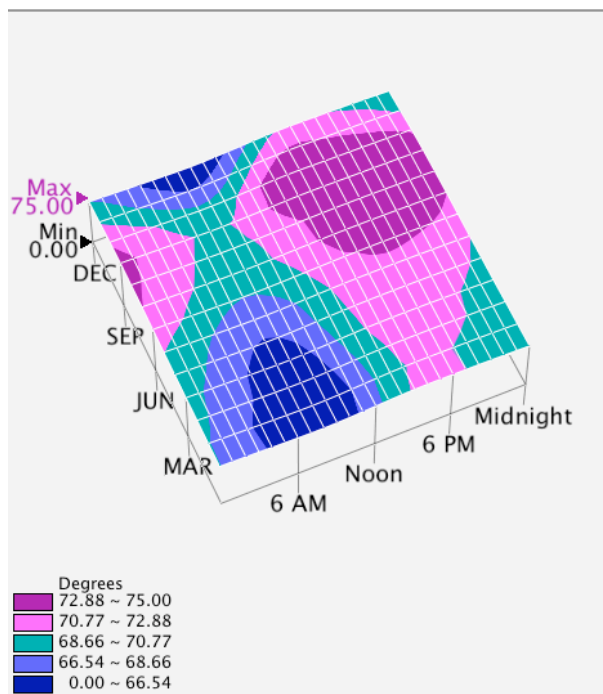 Max
75.00
Min
0.00
DEC
SEP
JUN
MAR
6 AM
Noon
6 PM
Midnight
Degrees
72.88 ~ 75.00
70.77 ~ 72.88
68.66 ~ 70.77
66.54 ~ 68.66
0.00 ~ 66.54